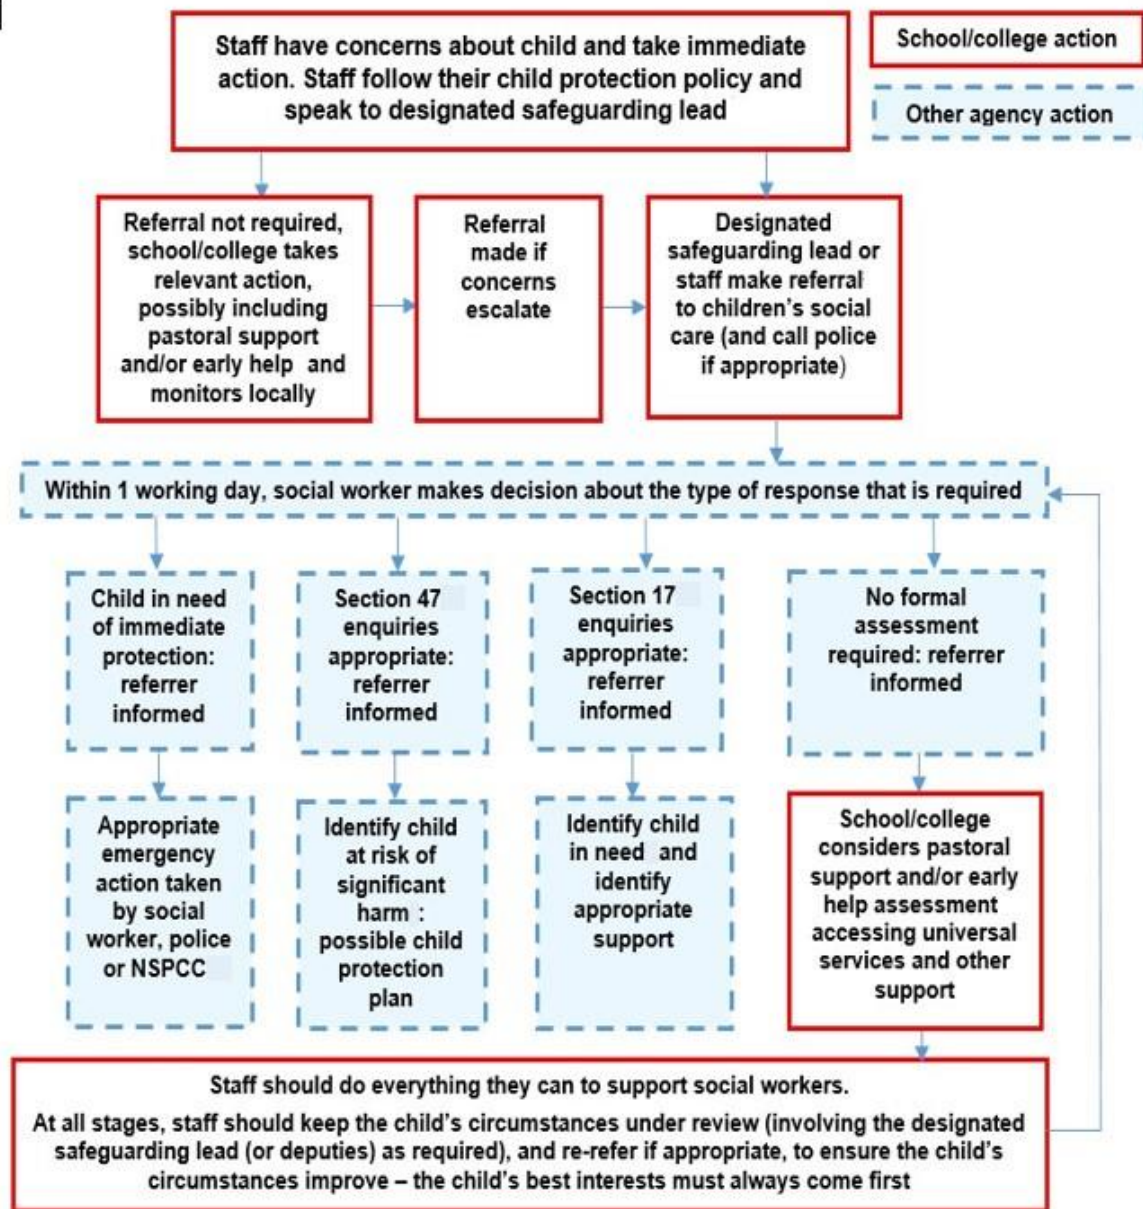 Staff have concerns about child and take immediate
action. Staff follow their child protection policy and
speak to designated safeguarding lead
School/college action
Other agency action
Referral not required,
school/college takes
relevant action,
possibly including
pastoral support
and/or early help and
monitors locally
Referral
made if
concerns
escalate
Designated
safeguarding lead or
staff make referral
to children's social
care (and call police
if appropriate)
Within 1 working day, social worker makes decision about the type of response that is required
Child in need
of immediate
protection:
referrer
informed
Section 47
enquiries
appropriate:
referrer
informed
Section 17
enquiries
appropriate:
referrer
informed
No formal
assessment
required: referrer
informed
Appropriate
emergency
action taken
by social
worker, police
or NSPCC
Identify child
at risk of
significant
harm :
possible child
protection
plan
Identify child
in need and
identify
appropriate
support
School/college
considers pastoral
support and/or early
help assessment
accessing universal
services and other
support
Staff should do everything they can to support social workers.
At all stages, staff should keep the child's circumstances under review (involving the designated
safeguarding lead (or deputies) as required), and re-refer if appropriate, to ensure the child's
circumstances improve – the child's best interests must always come first